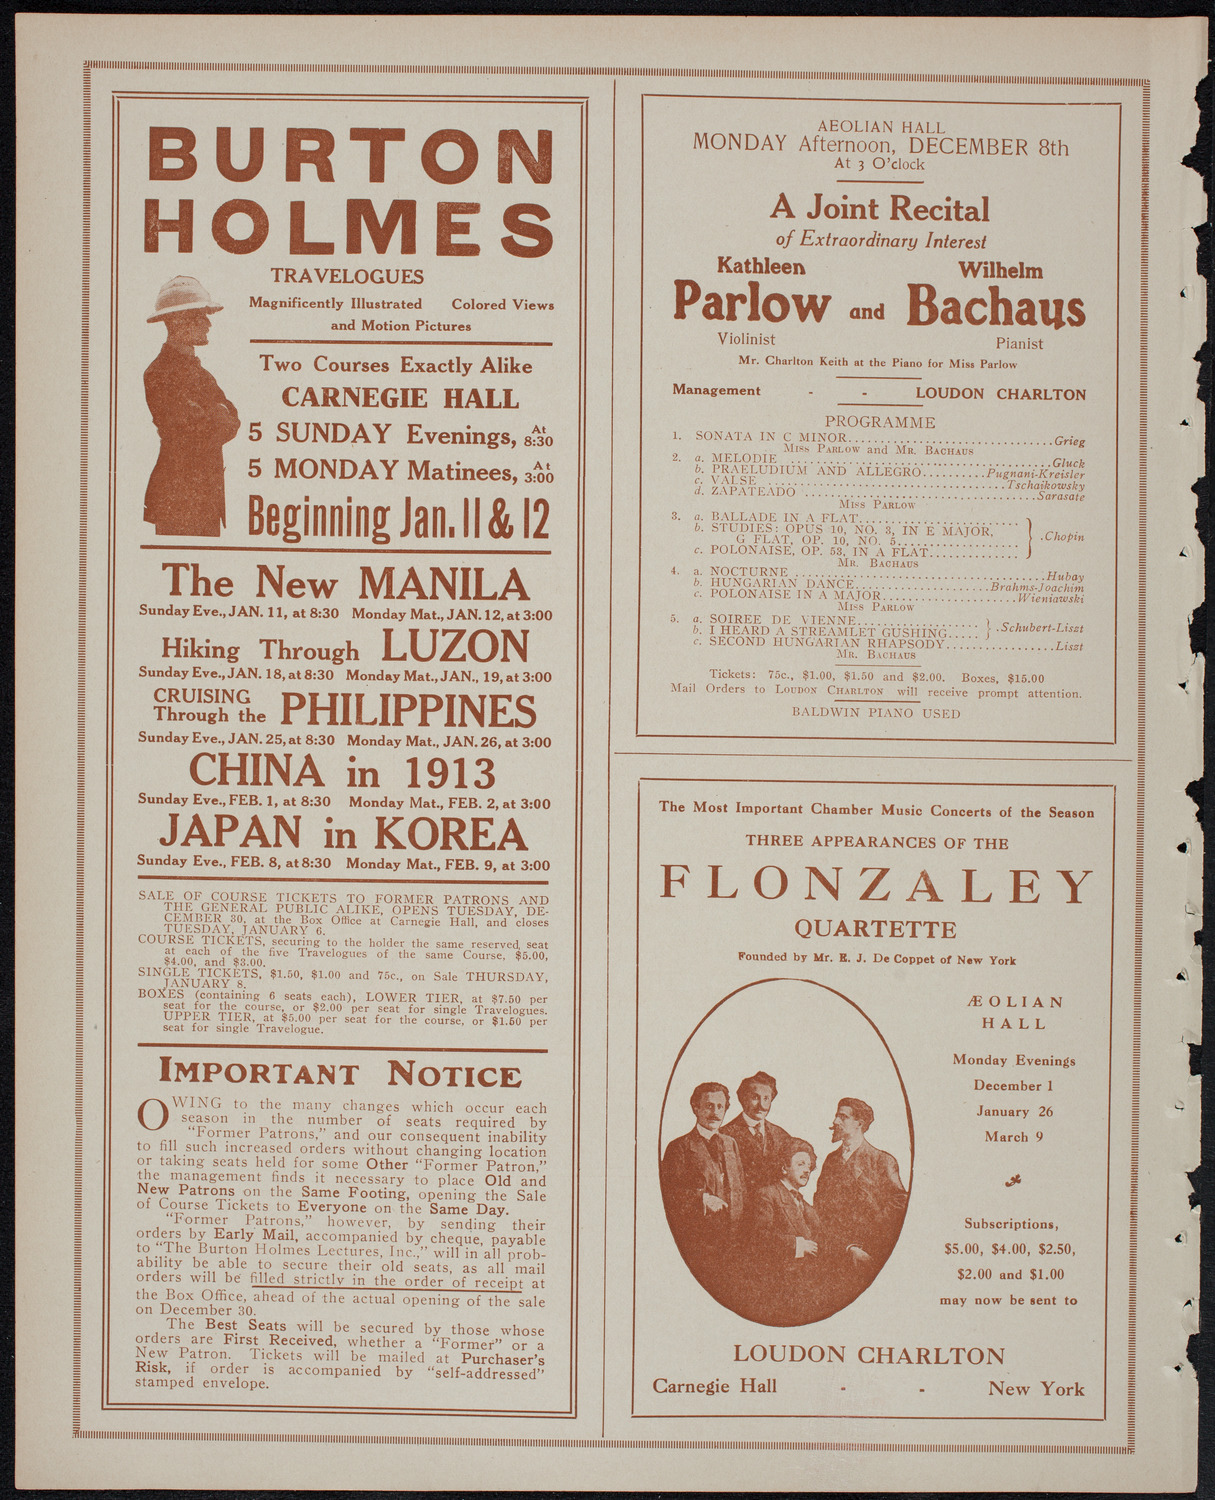 BURTON
HOLMES
TRAVELOGUES
Magnificently Illustrated Colored Views
and Motion Pictures
Two Courses Exactly Alike
CARNEGIE HALL
5 SUNDAY Evenings, At 8:30
5 MONDAY Matinees, At 3:00
Beginning Jan. 11 & 12
The New MANILA
Sunday Eve., JAN. 11, at 8:30 Monday Mat., JAN. 12, at 3:00
Hiking Through LUZON
Sunday Eve., JAN. 18, at 8:30 Monday Mat., JAN., 19, at 3:00
CRUISING
Through the PHILIPPINES
Sunday Eve., JAN. 25, at 8:30 Monday Mat., JAN. 26, at 3:00
CHINA in 1913
Sunday Eve., FEB. 1, at 8:30 Monday Mat., FEB. 2, at 3:00
JAPAN in KOREA
Sunday Eve., FEB. 8, at 8:30 Monday Mat., FEB. 9, at 3:00
SALE OF COURSE TICKETS TO FORMER PATRONS AND
THE GENERAL PUBLIC ALIKE, OPENS TUESDAY, DE-
CEMBER 30, at the Box Office at Carnegie Hall, and closes
TUESDAY, JANUARY 6.
COURSE TICKETS, securing to the holder the same reserved seat
at each of the five Travelogues of the same Course, $5.00,
$4.00, and $3.00.
SINGLE TICKETS, $1.50, $1.00 and 75c., on Sale THURSDAY,
JANUARY 8.
BOXES (containing 6 seats each), LOWER TIER, at $7.50 per
seat for the course, or $2.00 per seat for single Travelogues.
UPPER TIER, at $5.00 per seat for the course, or $1.50 per
seat for single Travelogue.
IMPORTANT NOTICE
OWING to the many changes which occur each
season in the number of seats required by
"Former Patrons," and our consequent inability
to fill such increased orders without changing location
or taking seats held for some Other "Former Patron,"
the management finds it necessary to place Old and
New Patrons on the Same Footing, opening the Sale
of Course Tickets to Everyone on the Same Day.
"Former Patrons," however, by sending their
orders by Early Mail, accompanied by cheque, payable
to "The Burton Holmes Lectures, Inc.," will in all prob-
ability be able to secure their old seats, as all mail
orders will be filled strictly in the order of receipt at
the Box Office, ahead of the actual opening of the sale
on December 30.
The Best Seats will be secured by those whose
orders are First Received, whether a "Former" or a
New Patron. Tickets will be mailed at Purchaser's
Risk, if order is accompanied by "self-addressed"
stamped envelope.
AEOLIAN HALL
MONDAY Afternoon, DECEMBER 8th
At 3 O'clock
A Joint Recital
of Extraordinary Interest
Kathleen Wilhelm
Parlow and Bachaus
Violinist Pianist
Mr. Charlton Keith at the Piano for Miss Parlow
Management - - LOUDON CHARLTON
PROGRAMME
1. SONATA IN C MINOR................................Grieg
MISS PARLOW and MR. BACHAUS
2. a. MELODIE ................................Gluck
b. PRAELUDIUM AND ALLEGRO..........Pugnani-Kreisler
c. VALSE ................................Tschaikowsky
d. ZAPATEADO ................................Sarasate
MISS PARLOW
3. a. BALLADE IN A FLAT........................
b. STUDIES: OPUS 10, NO. 3, IN E MAJOR,
G FLAT, OP. 10, NO. 5................... } .Chopin
c. POLONAISE, OP. 53, IN A FLAT..............
MR. BACHAUS
4. a. NOCTURNE ................................Hubay
b. HUNGARIAN DANCE.....................Brahms-Joachim
c. POLONAISE IN A MAJOR.....................Wieniawski
MISS PARLOW
5. a. SOIREE DE VIENNE................... } .Schubert-Liszt
b. I HEARD A STREAMLET GUSHING..... }
c. SECOND HUNGARIAN RHAPSODY.................Liszt
MR. BACHAUS
Tickets: 75c., $1.00, $1.50 and $2.00. Boxes, $15.00
Mail Orders to LOUDON CHARLTON will receive prompt attention.
BALDWIN PIANO USED
The Most Important Chamber Music Concerts of the Season
THREE APPEARANCES OF THE
FLONZALEY
QUARTETTE
Founded by Mr. E. J. De Coppet of New York
ÆOLIAN
HALL
Monday Evenings
December 1
January 26
March 9
Subscriptions,
$5.00, $4.00, $2.50,
$2.00 and $1.00
may now be sent to
LOUDON CHARLTON
Carnegie Hall - - New York